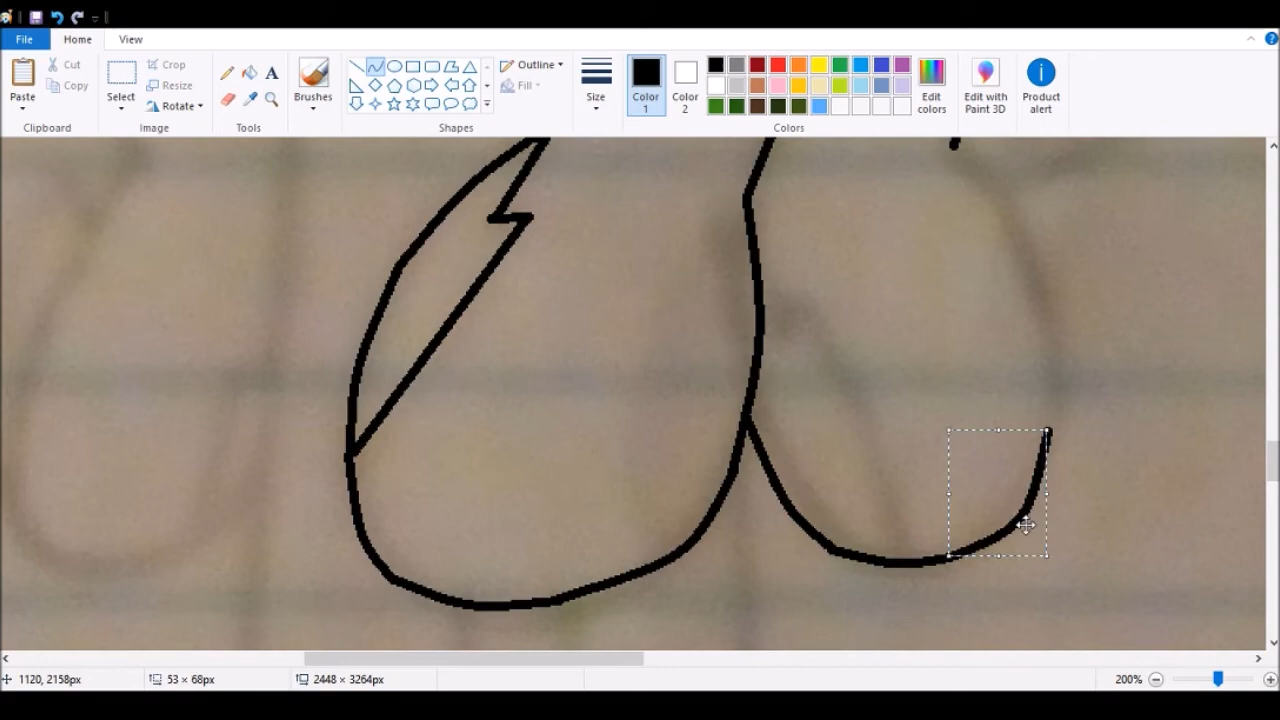 File Home View
Paste Cut Copy
Select Crop Resize Rotate
A
Brushes
Outline Fill
Size
Color 1 Color 2
Edit colors
Edit with Paint 3D
Product alert
Clipboard Image Tools Shapes Colors
1120, 2158px 53 × 68px 2448 × 3264px 200%